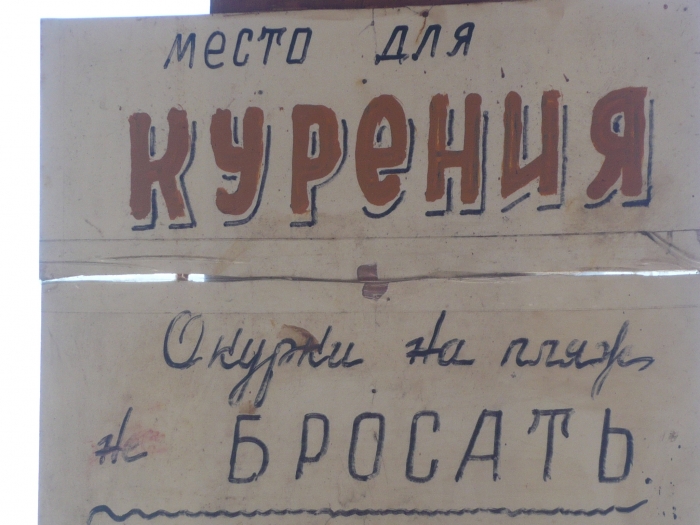 место для
курения
Окурки на пляж
не БРОСАТЬ.